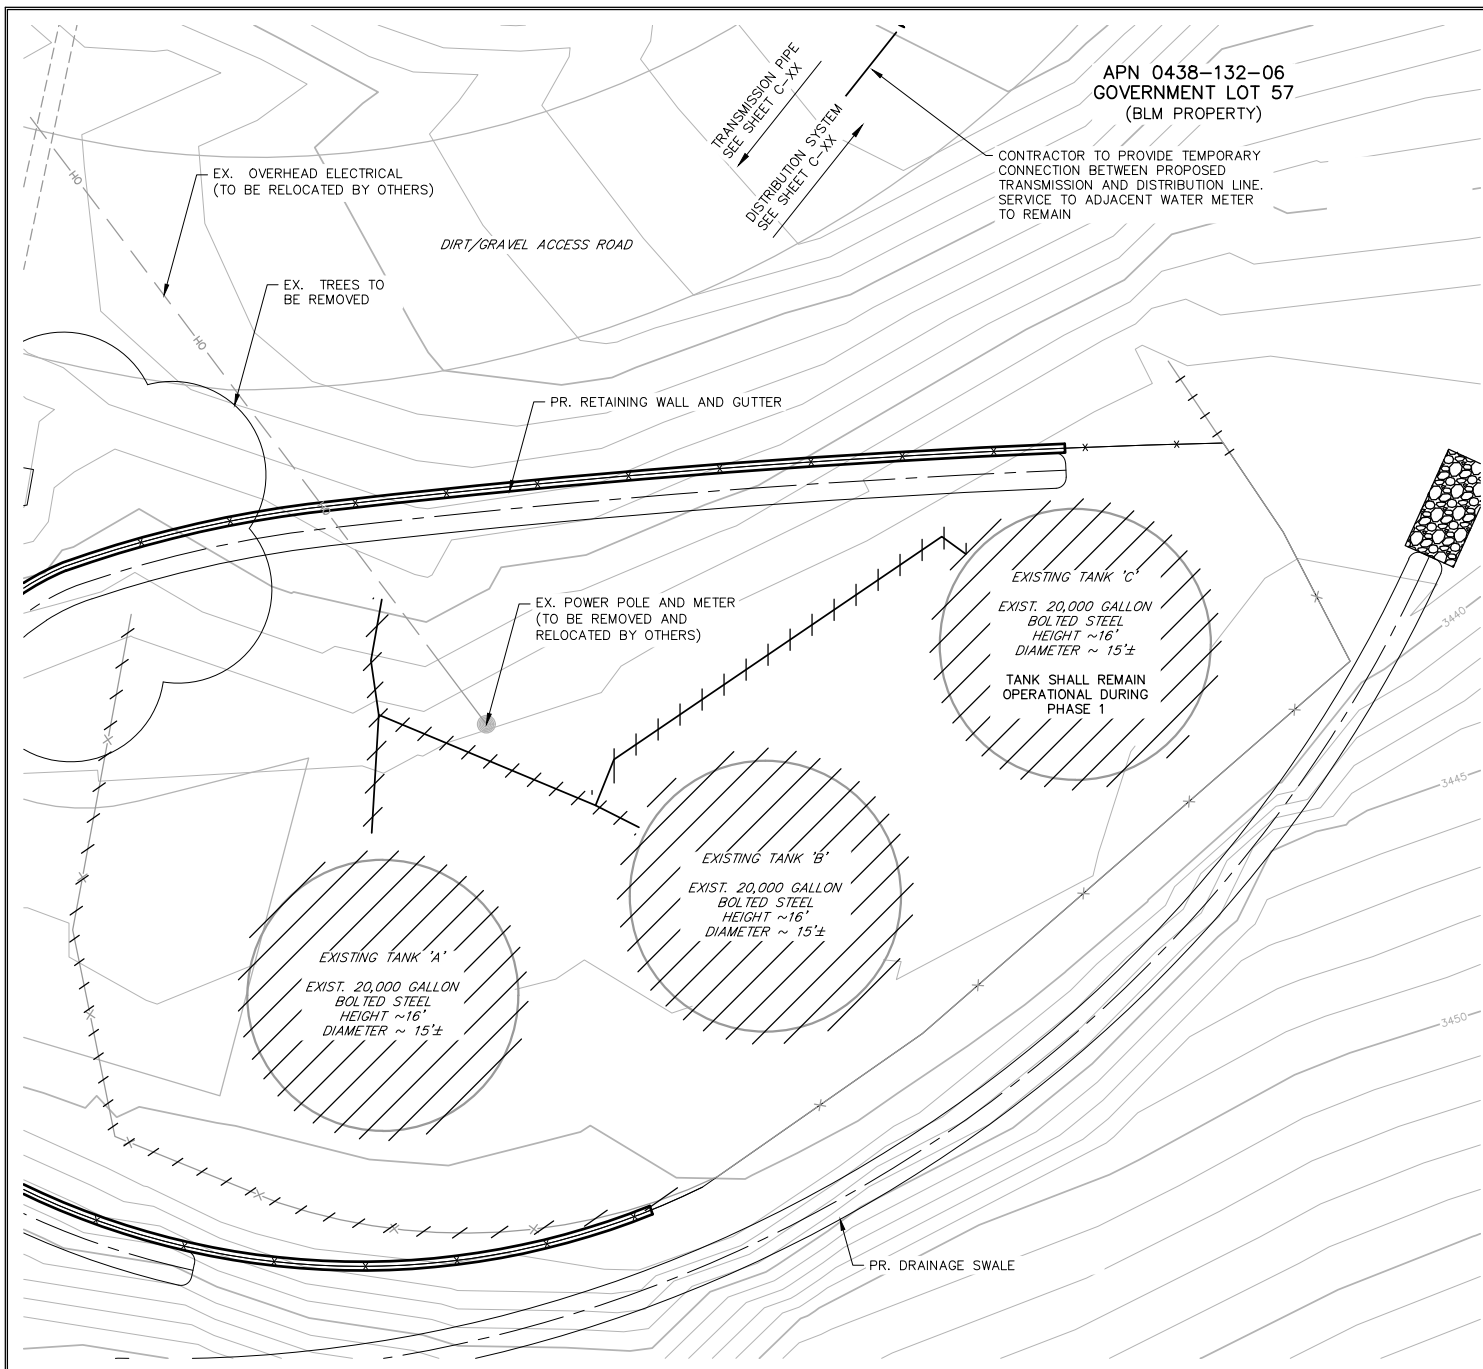 TRANSMISSION PIPE
SEE SHEET C-XX
DISTRIBUTION SYSTEM
SEE SHEET C-XX
APN 0438-132-06
GOVERNMENT LOT 57
(BLM PROPERTY)
CONTRACTOR TO PROVIDE TEMPORARY
CONNECTION BETWEEN PROPOSED
TRANSMISSION AND DISTRIBUTION LINE.
SERVICE TO ADJACENT WATER METER
TO REMAIN
EX. OVERHEAD ELECTRICAL
(TO BE RELOCATED BY OTHERS)
OH
DIRT/GRAVEL ACCESS ROAD
EX. TREES TO
BE REMOVED
OH
PR. RETAINING WALL AND GUTTER
EX. POWER POLE AND METER
(TO BE REMOVED AND
RELOCATED BY OTHERS)
EXISTING TANK 'C'
EXIST. 20,000 GALLON
BOLTED STEEL
HEIGHT ~16'
DIAMETER ~ 15'±
TANK SHALL REMAIN
OPERATIONAL DURING
PHASE 1
3440
3445
EXISTING TANK 'B'
EXIST. 20,000 GALLON
BOLTED STEEL
HEIGHT ~16'
DIAMETER ~ 15'±
EXISTING TANK 'A'
EXIST. 20,000 GALLON
BOLTED STEEL
HEIGHT ~16'
DIAMETER ~ 15'±
3450
PR. DRAINAGE SWALE